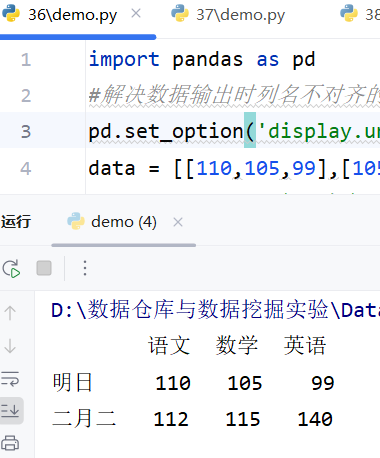 36\demo.py 37\demo.py 38
1 import pandas as pd
2 #解决数据输出时列名不对齐的
3 pd.set_option('display.un
4 data = [[110,105,99],[105
运行 demo (4)
D:\数据仓库与数据挖掘实验\Data
语文 数学 英语
明日 110 105 99
二月二 112 115 140